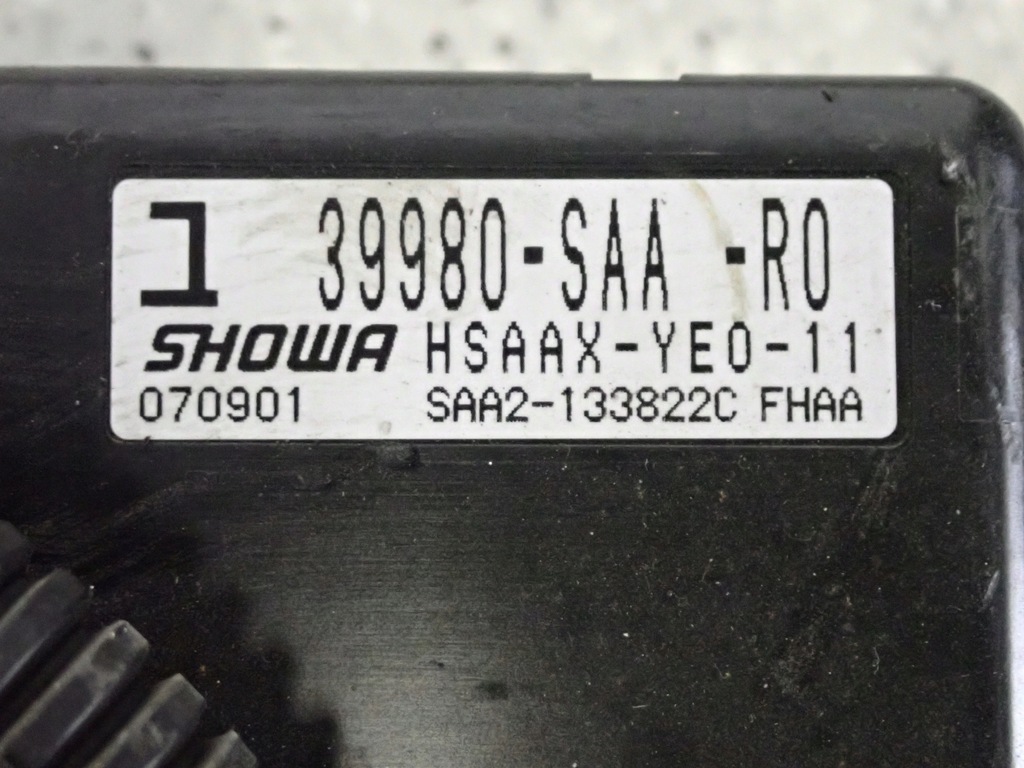 1 39980-SAA -R0
SHOWA HSAAX-YE0-11
070901 SAA2-133822C FHAA